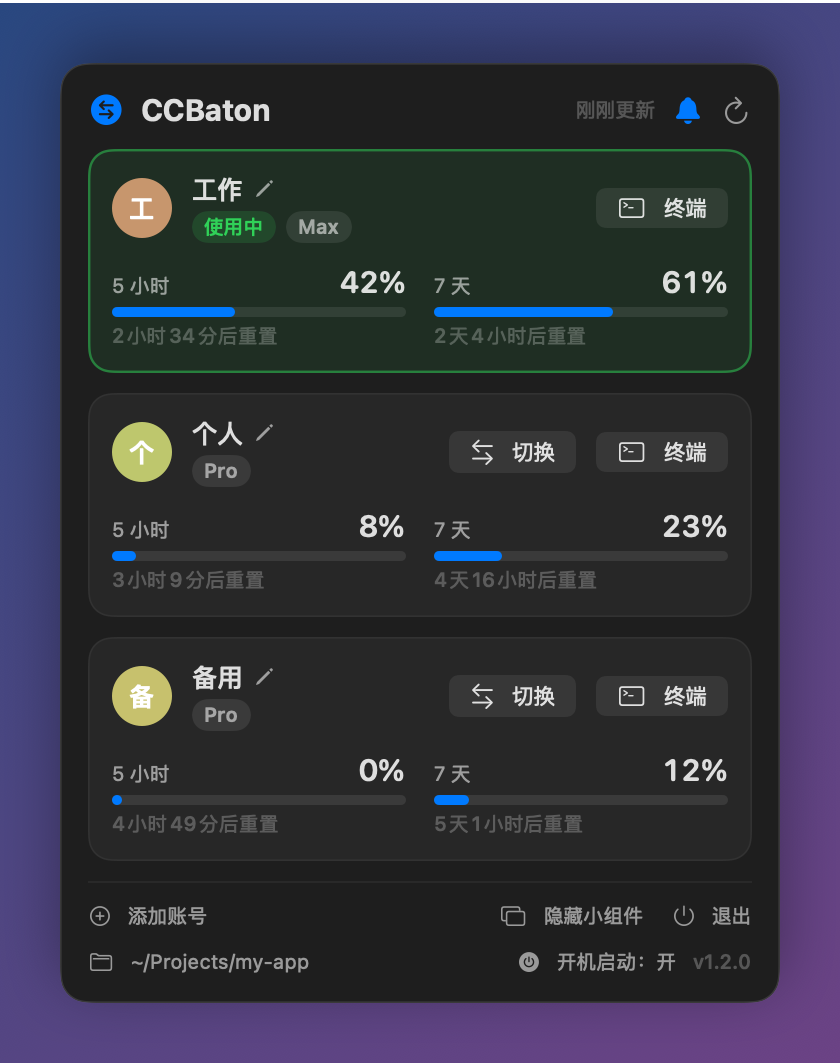 CCBaton 刚刚更新
工 工作
使用中 Max 终端
5 小时 42% 7 天 61%
2小时34分后重置 2天4小时后重置
个 个人
Pro 切换 终端
5 小时 8% 7 天 23%
3小时9分后重置 4天16小时后重置
备 备用
Pro 切换 终端
5 小时 0% 7 天 12%
4小时49分后重置 5天1小时后重置
添加账号 隐藏小组件 退出
~/Projects/my-app 开机启动：开 v1.2.0